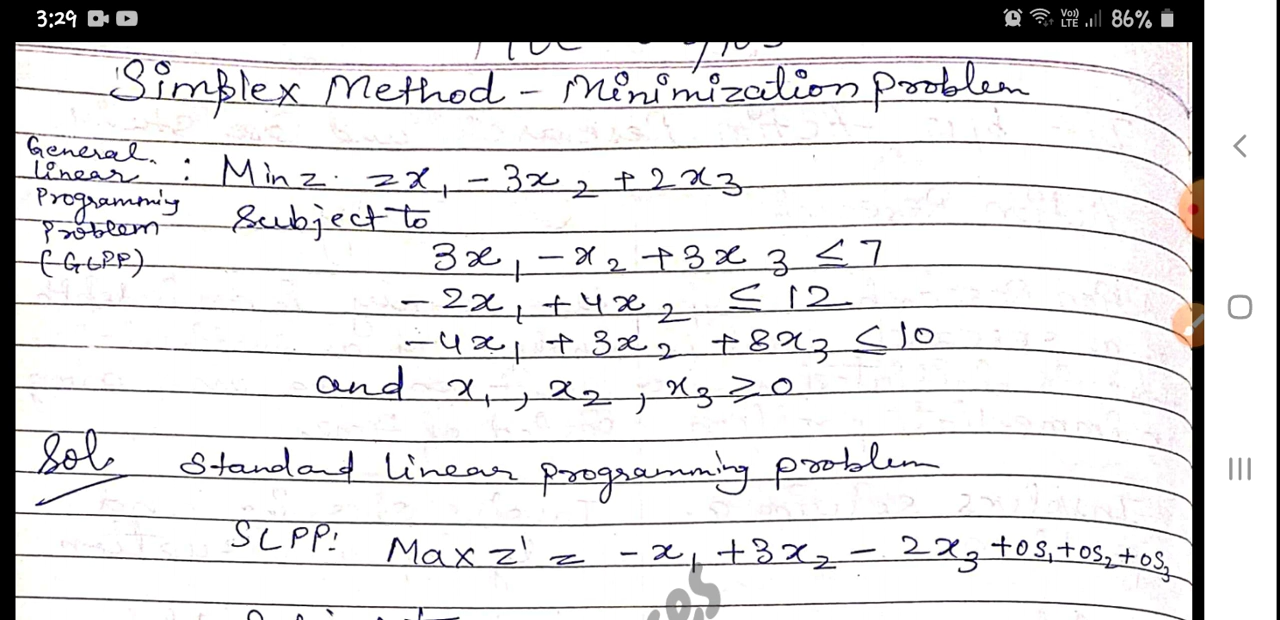 3:29
Vo)) LTE 86%
Simplex Method - Minimization problem
General Linear Programming Problem (GLPP) : Min z. = x₁ - 3x₂ + 2x₃
Subject to
3x₁ - x₂ + 3x₃ ≤ 7
- 2x₁ + 4x₂ ≤ 12
- 4x₁ + 3x₂ + 8x₃ ≤ 10
and x₁, x₂, x₃ ≥ 0
Sol. Standard linear programming problem
SLPP: Max z' = - x₁ + 3x₂ - 2x₃ + 0s₁ + 0s₂ + 0s₃